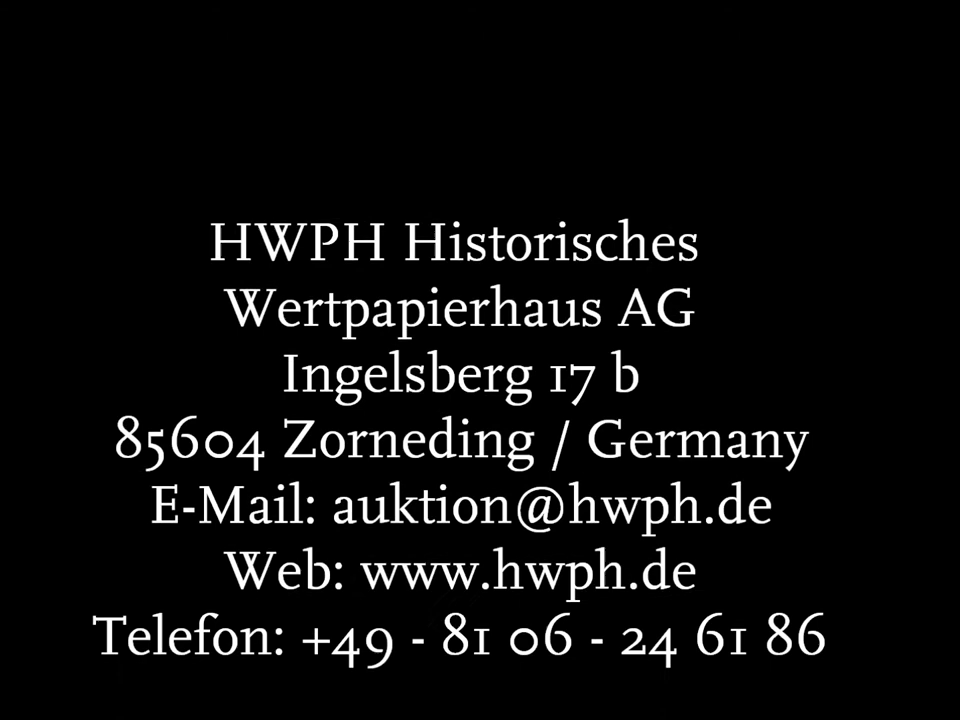 HWPH Historisches
Wertpapierhaus AG
Ingelsberg 17 b
85604 Zorneding / Germany
E-Mail: auktion@hwph.de
Web: www.hwph.de
Telefon: +49 - 81 06 - 24 61 86